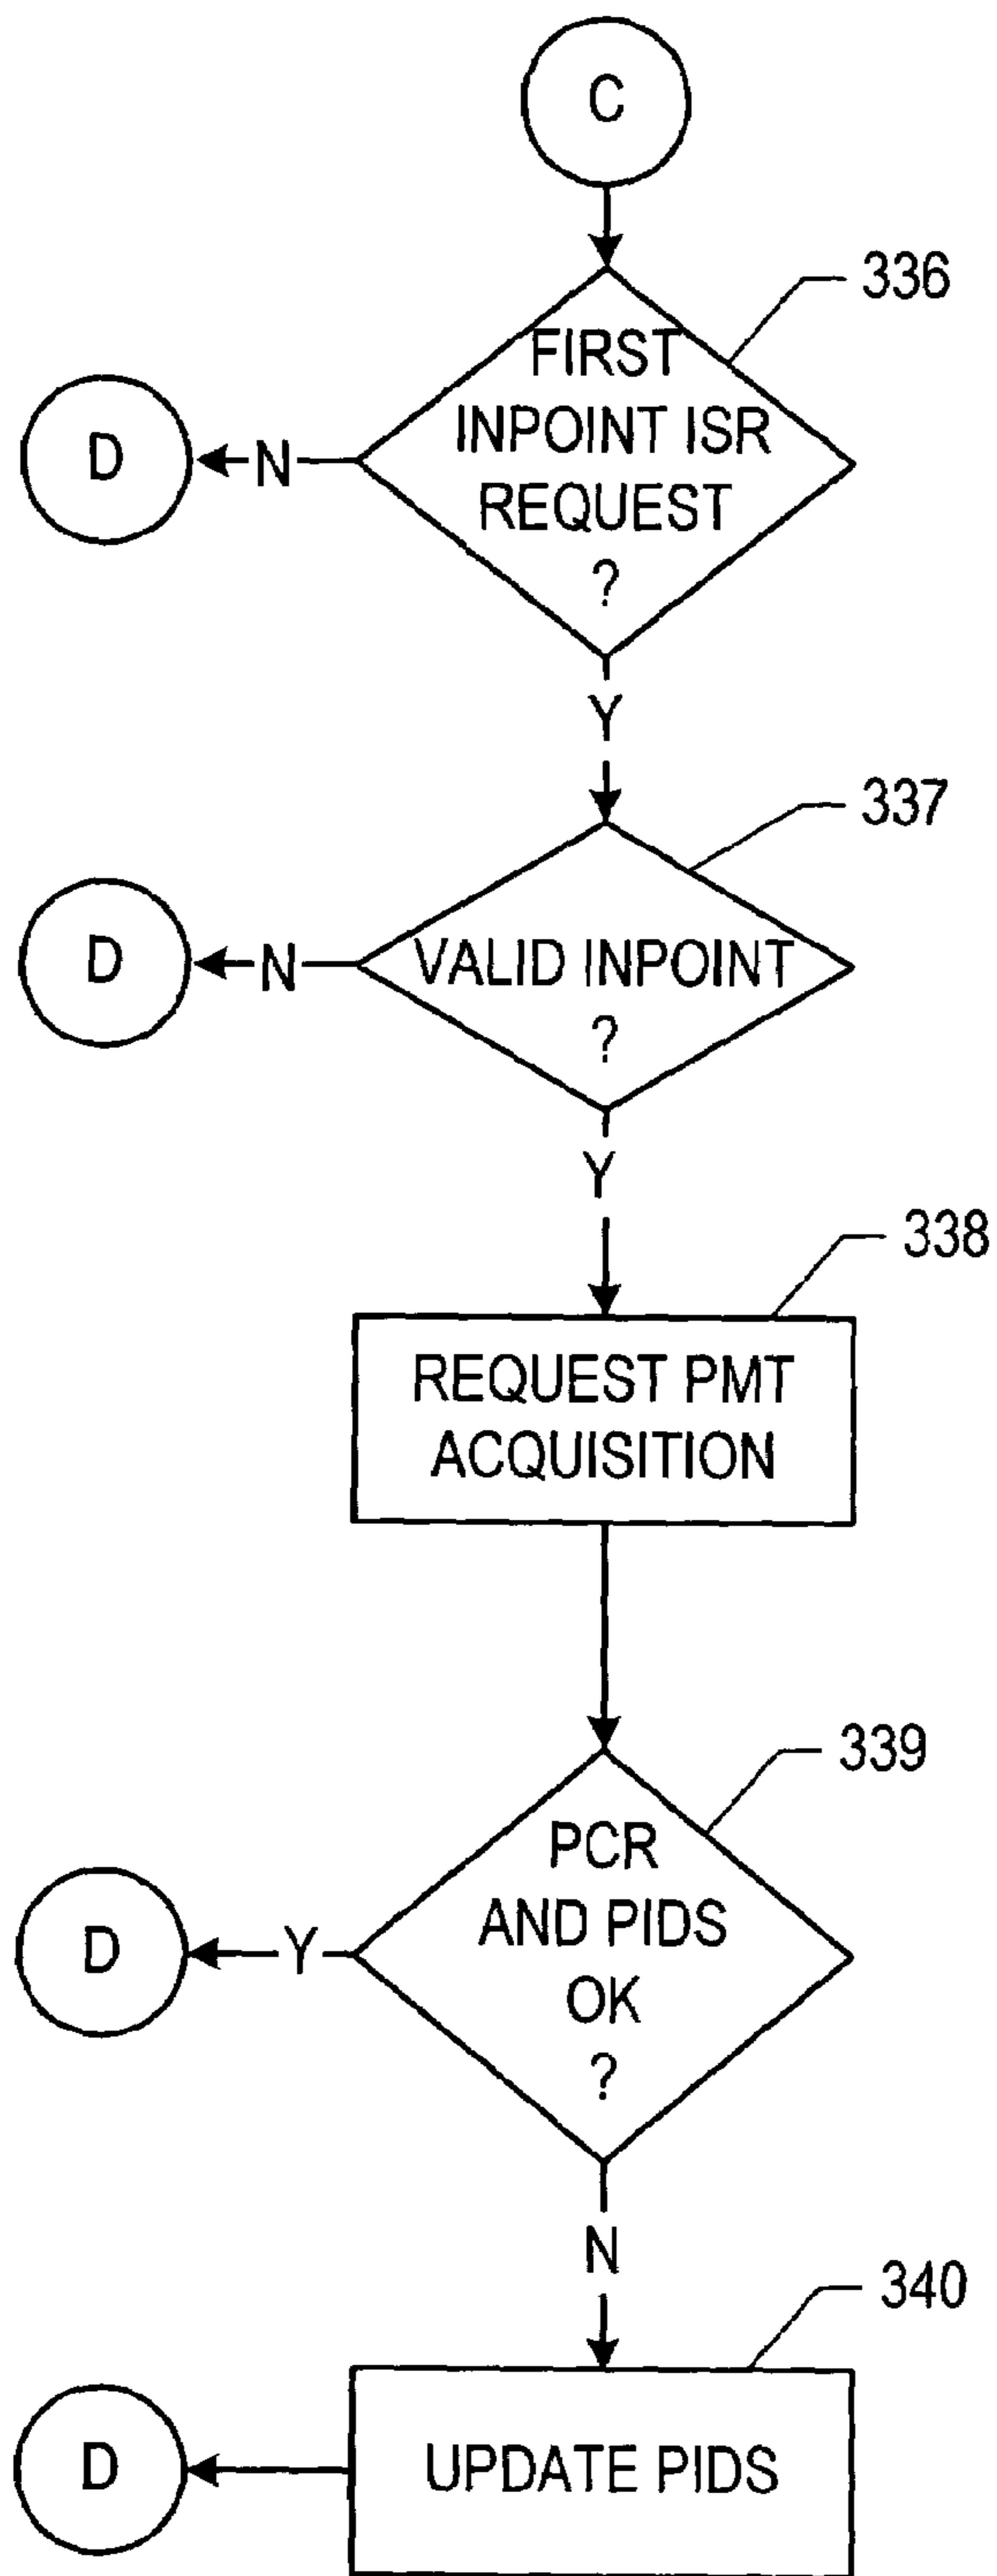 C
336
FIRST
INPOINT ISR
REQUEST
?
D
N
Y
337
VALID INPOINT
?
D
N
Y
338
REQUEST PMT
ACQUISITION
339
PCR
AND PIDS
OK
?
D
Y
N
340
UPDATE PIDS
D